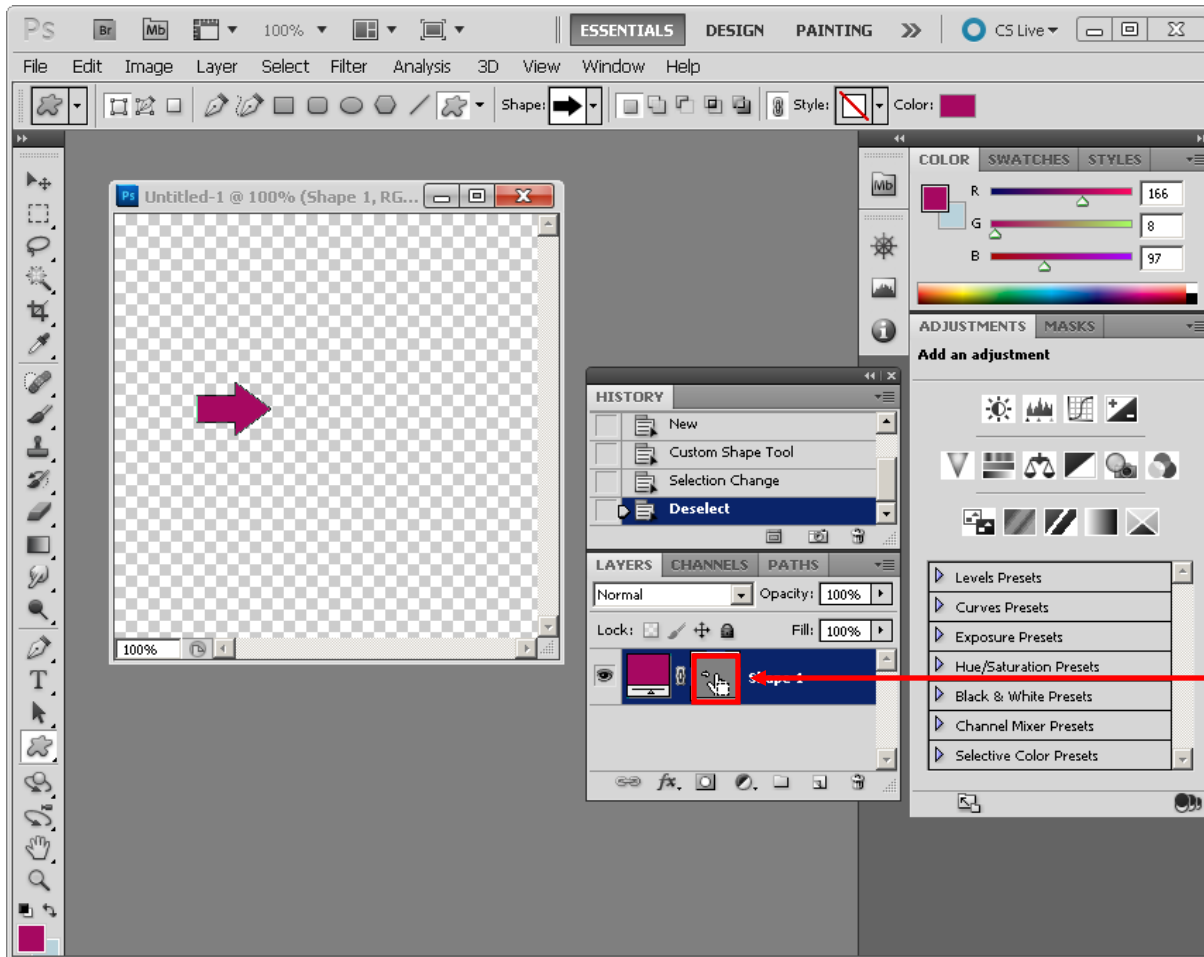 Ps Br Mb 100% ESSENTIALS DESIGN PAINTING CS Live
File Edit Image Layer Select Filter Analysis 3D View Window Help
Shape: Style: Color:
COLOR SWATCHES STYLES
Mb
R 166
G 8
B 97
Ps Untitled-1 @ 100% (Shape 1, RG...
ADJUSTMENTS MASKS
Add an adjustment
HISTORY
New
Custom Shape Tool
Selection Change
Deselect
LAYERS CHANNELS PATHS
Normal Opacity: 100%
Lock: Fill: 100%
Shape 1
100%
Levels Presets
Curves Presets
Exposure Presets
Hue/Saturation Presets
Black & White Presets
Channel Mixer Presets
Selective Color Presets
fx.
T